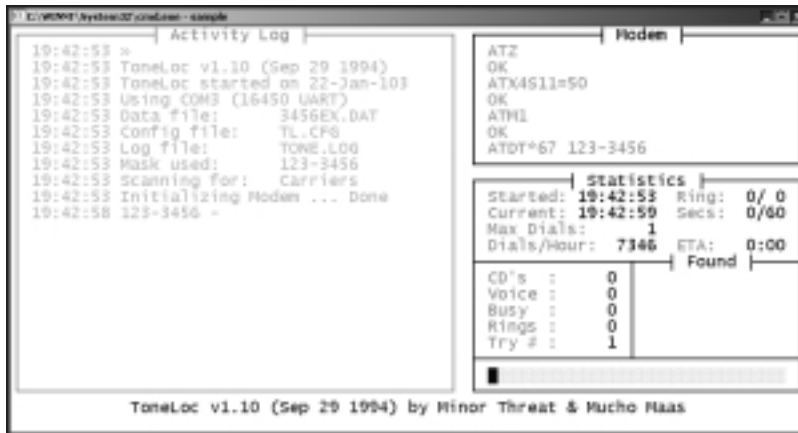 C:\WINNT\System32\cmd.exe - sample
Activity Log
19:42:53 »
19:42:53 ToneLoc v1.10 (Sep 29 1994)
19:42:53 ToneLoc started on 22-Jan-103
19:42:53 Using COM3 (16450 UART)
19:42:53 Data file: 3456EX.DAT
19:42:53 Config file: TL.CFG
19:42:53 Log file: TONE.LOG
19:42:53 Mask used: 123-3456
19:42:53 Scanning for: Carriers
19:42:53 Initializing Modem ... Done
19:42:58 123-3456 -
Modem
ATZ
OK
ATX4S11=50
OK
ATM1
OK
ATDT*67 123-3456
Statistics
Started: 19:42:53 Ring: 0/ 0
Current: 19:42:59 Secs: 0/60
Max Dials: 1
Dials/Hour: 7346 ETA: 0:00
Found
CD's : 0
Voice : 0
Busy : 0
Rings : 0
Try # : 1
ToneLoc v1.10 (Sep 29 1994) by Minor Threat & Mucho Maas